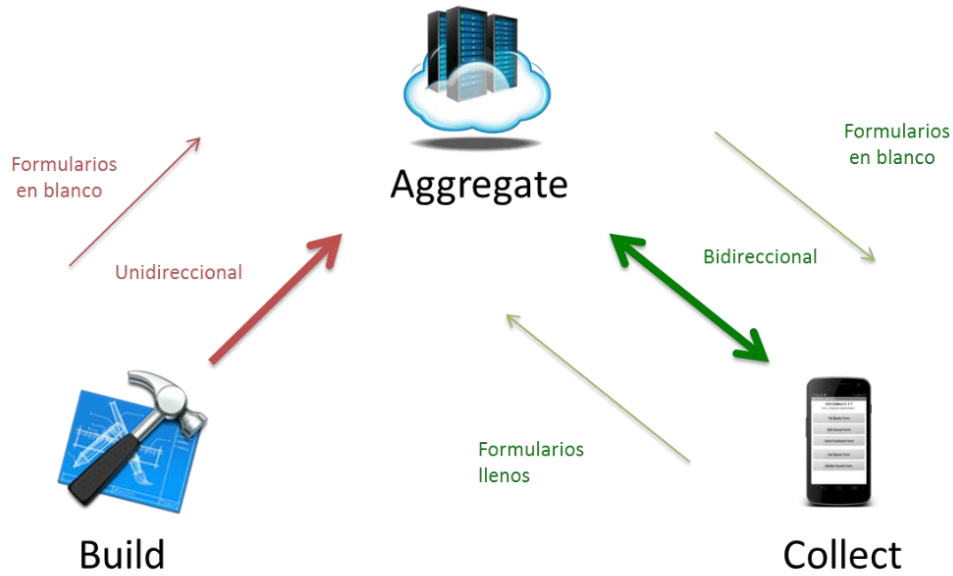 Formularios
en blanco
Aggregate
Formularios
en blanco
Unidireccional
Bidireccional
Formularios
llenos
Build
Collect